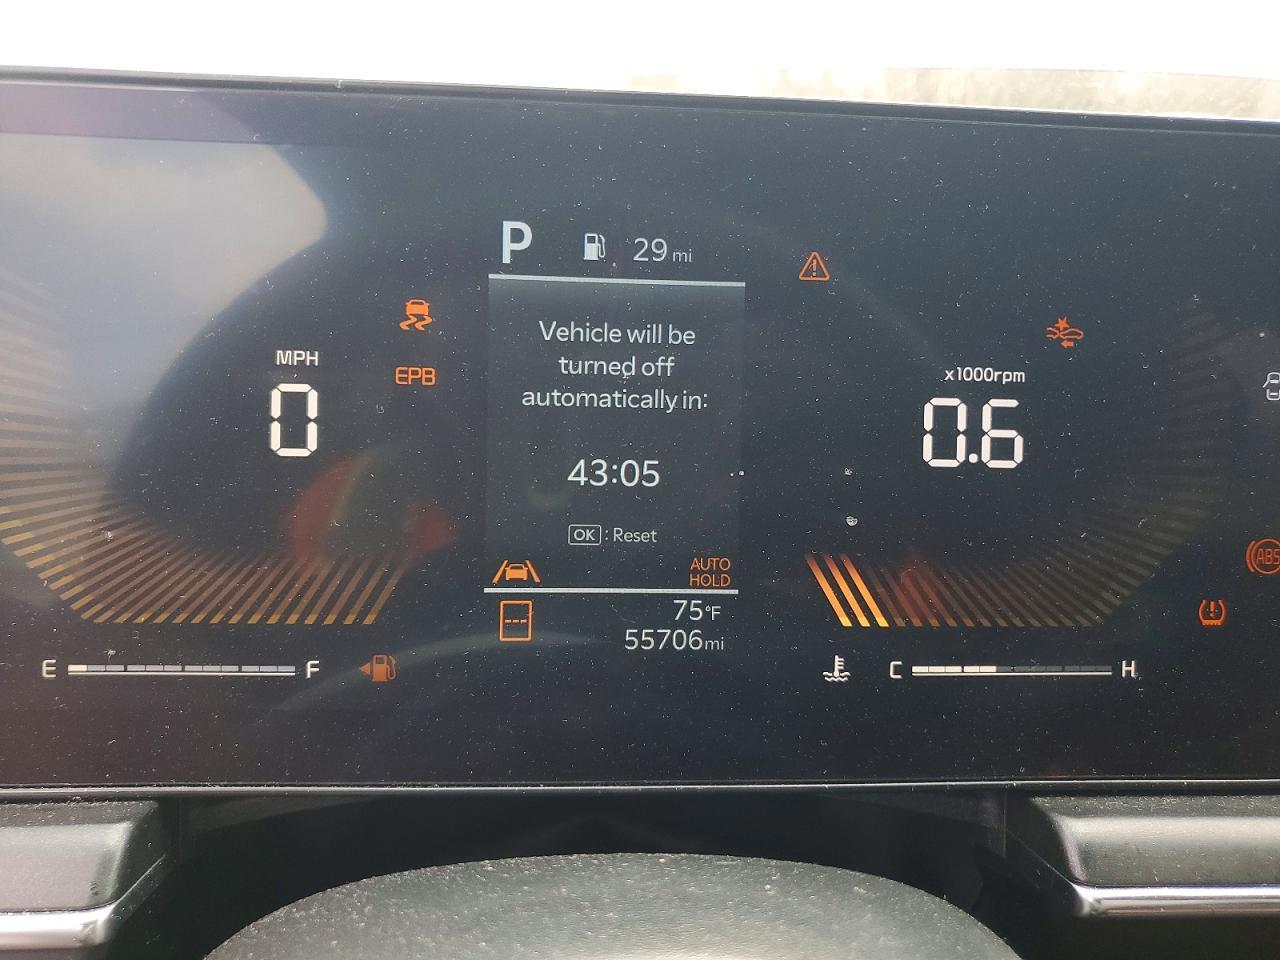 P 29 mi
Vehicle will be
turned off
automatically in:
43:05
OK : Reset
AUTO
HOLD
75°F
55706mi
MPH
0
EPB
E F
x1000rpm
0.6
C H
ABS